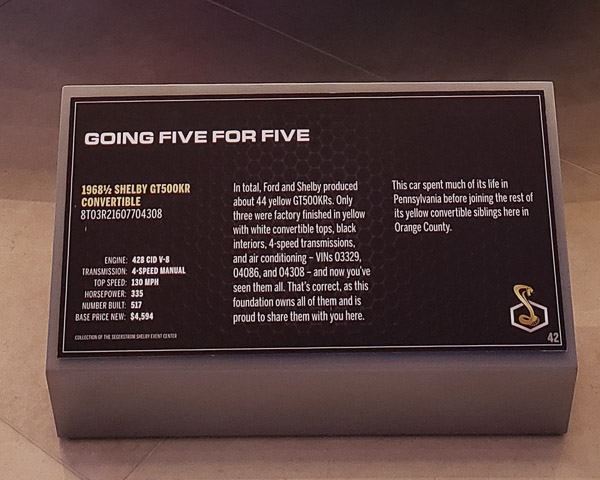 GOING FIVE FOR FIVE
1968½ SHELBY GT500KR
CONVERTIBLE
8T03R21607704308
ENGINE: 428 CID V-8
TRANSMISSION: 4-SPEED MANUAL
TOP SPEED: 130 MPH
HORSEPOWER: 335
NUMBER BUILT: 517
BASE PRICE NEW: $4,594
COLLECTION OF THE SEGERSTROM SHELBY EVENT CENTER
In total, Ford and Shelby produced
about 44 yellow GT500KRs. Only
three were factory finished in yellow
with white convertible tops, black
interiors, 4-speed transmissions,
and air conditioning – VINs 03329,
04086, and 04308 – and now you've
seen them all. That's correct, as this
foundation owns all of them and is
proud to share them with you here.
This car spent much of its life in
Pennsylvania before joining the rest of
its yellow convertible siblings here in
Orange County.
42